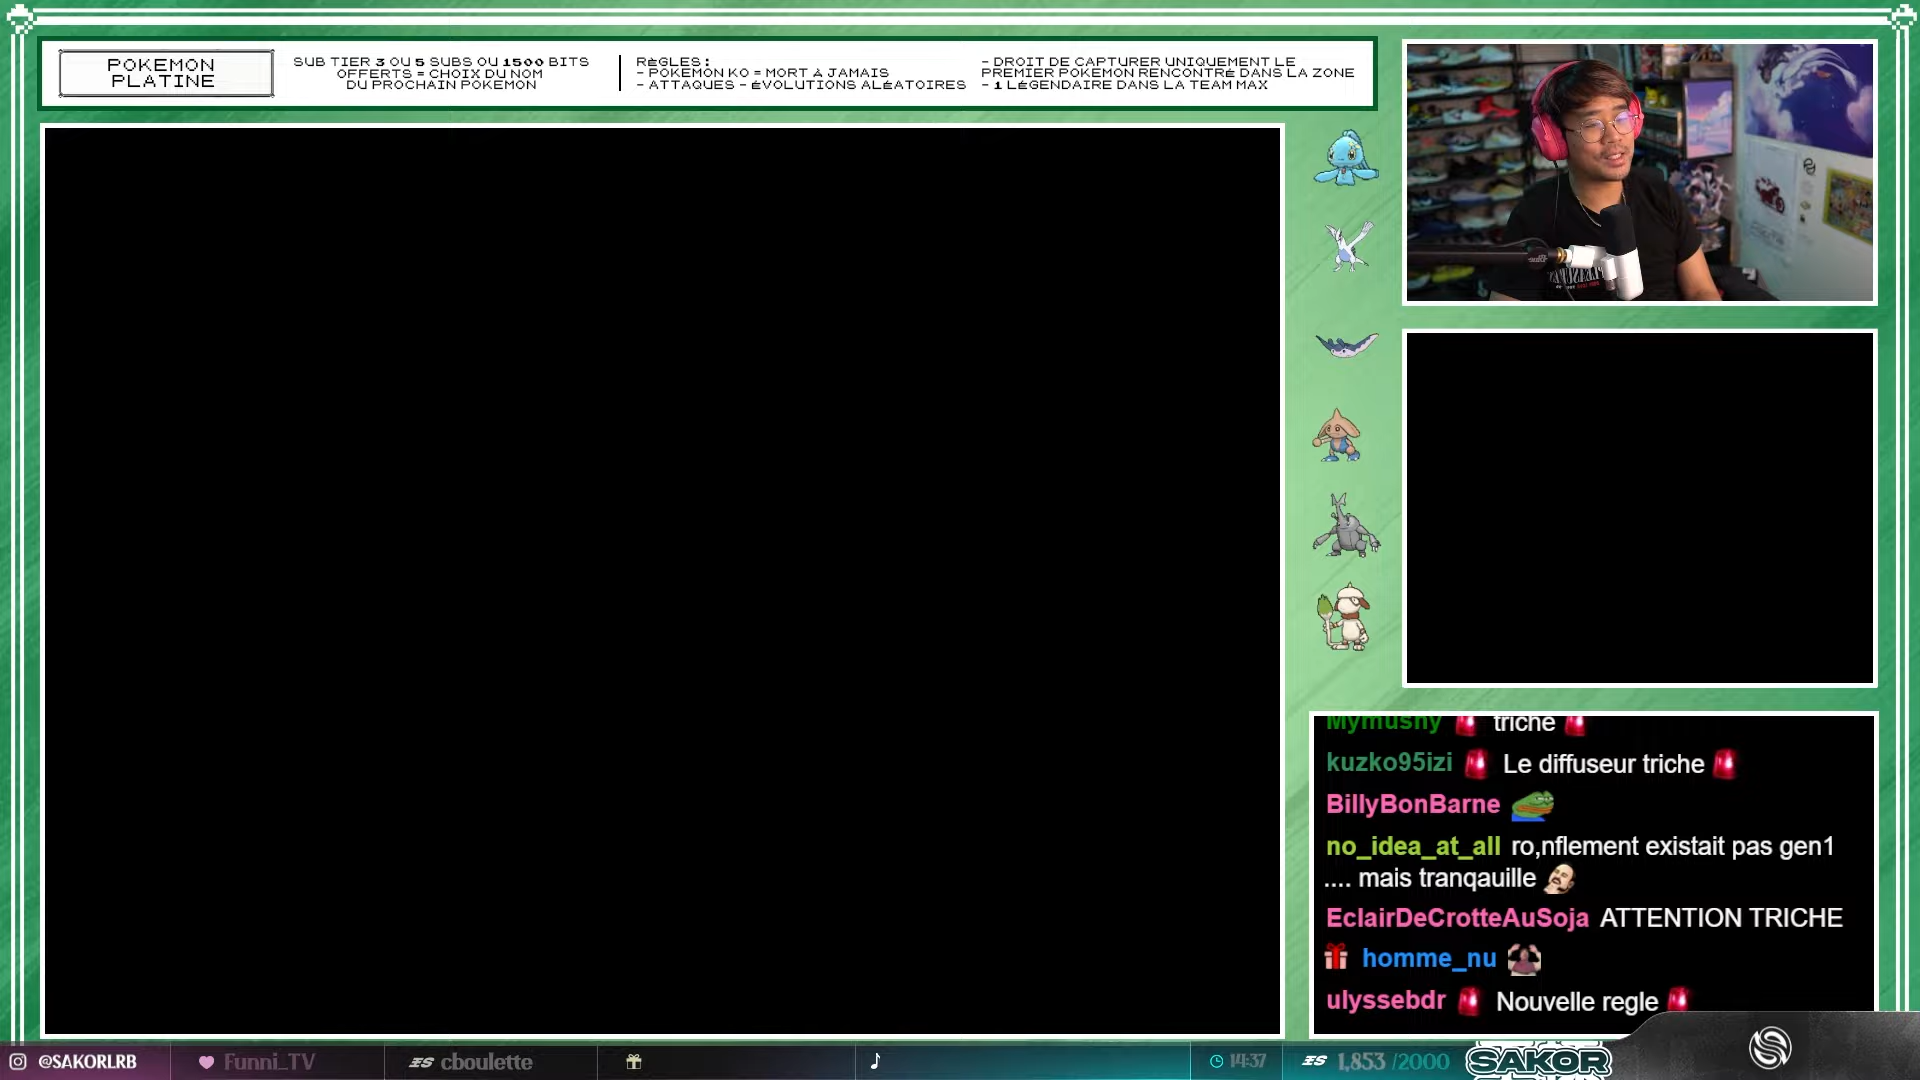 POKEMON
PLATINE
SUB TIER 3 OU 5 SUBS OU 1500 BITS
OFFERTS = CHOIX DU NOM
DU PROCHAIN POKEMON
RÈGLES :
- POKEMON KO = MORT A JAMAIS
- ATTAQUES - ÉVOLUTIONS ALÉATOIRES
- DROIT DE CAPTURER UNIQUEMENT LE
PREMIER POKEMON RENCONTRÉ DANS LA ZONE
- 1 LÉGENDAIRE DANS LA TEAM MAX
Mymushy triche
kuzko95izi Le diffuseur triche
BillyBonBarne
no_idea_at_all ro,nflement existait pas gen1
.... mais tranqauille
EclairDeCrotteAuSoja ATTENTION TRICHE
homme_nu
ulyssebdr Nouvelle regle
@SAKORLRB
Funni_TV
cboulette
14:37
1,853 /2000
SAKOR